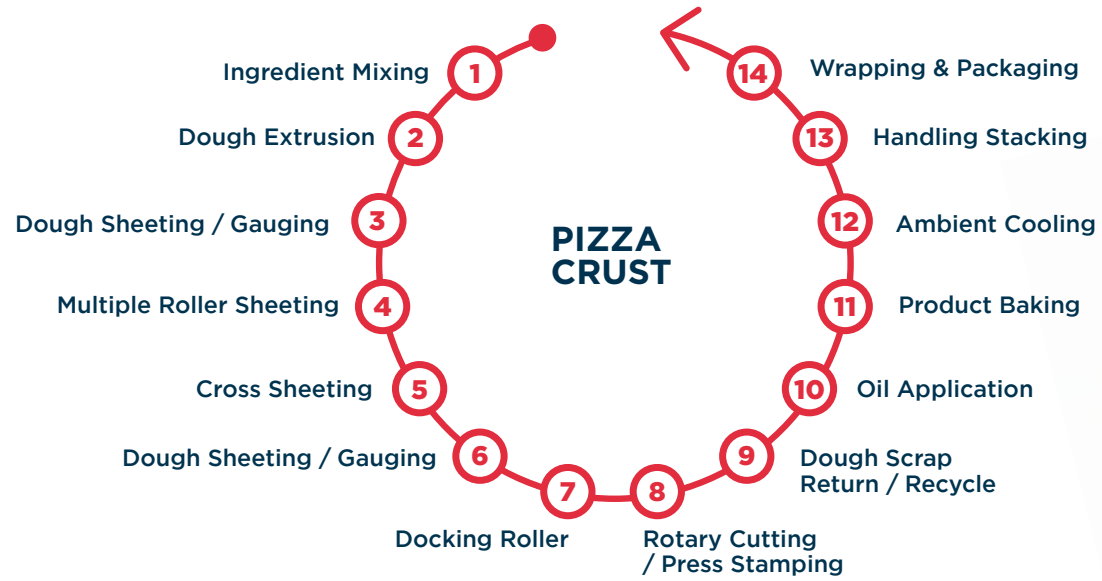 PIZZA
CRUST
1
Ingredient Mixing
2
Dough Extrusion
3
Dough Sheeting / Gauging
4
Multiple Roller Sheeting
5
Cross Sheeting
6
Dough Sheeting / Gauging
7
Docking Roller
8
Rotary Cutting
/ Press Stamping
9
Dough Scrap
Return / Recycle
10
Oil Application
11
Product Baking
12
Ambient Cooling
13
Handling Stacking
14
Wrapping & Packaging